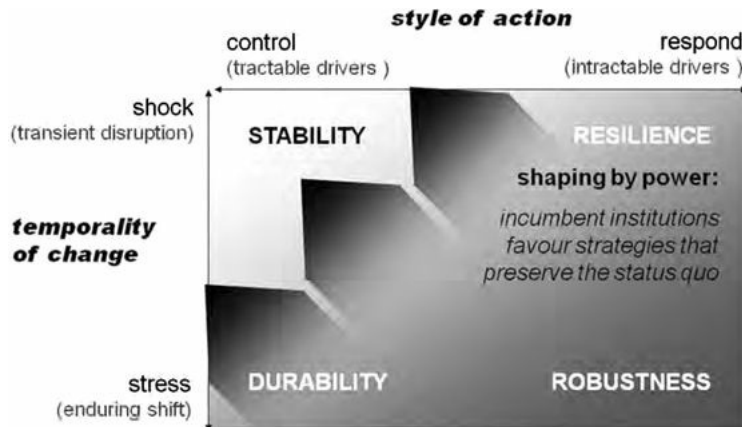 style of action
control
(tractable drivers )
respond
(intractable drivers )
shock
(transient disruption)
STABILITY
RESILIENCE
shaping by power:
incumbent institutions
favour strategies that
preserve the status quo
temporality
of change
stress
(enduring shift)
DURABILITY
ROBUSTNESS